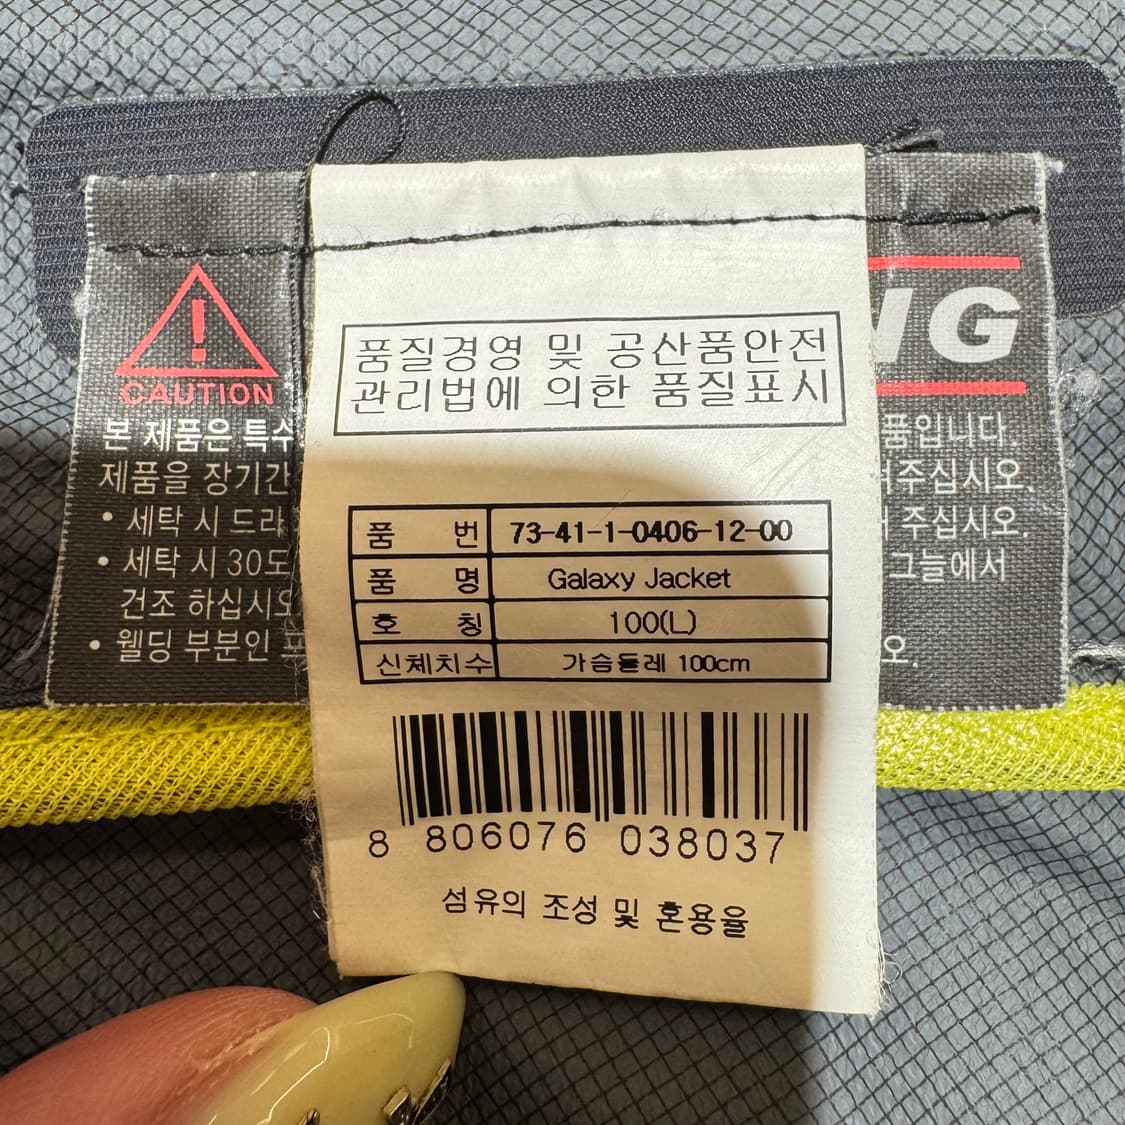 품질경영 및 공산품안전
관리법에 의한 품질표시
품 번 73-41-1-0406-12-00
품 명 Galaxy Jacket
호 칭 100(L)
신체치수 가슴둘레 100cm
8 806076 038037
섬유의 조성 및 혼용율
CAUTION
본 제품은 특수
제품을 장기간
• 세탁 시 드라
• 세탁 시 30도
건조 하십시오
• 웰딩 부분인
NG
품입니다.
주십시오.
주십시오.
그늘에서
오.